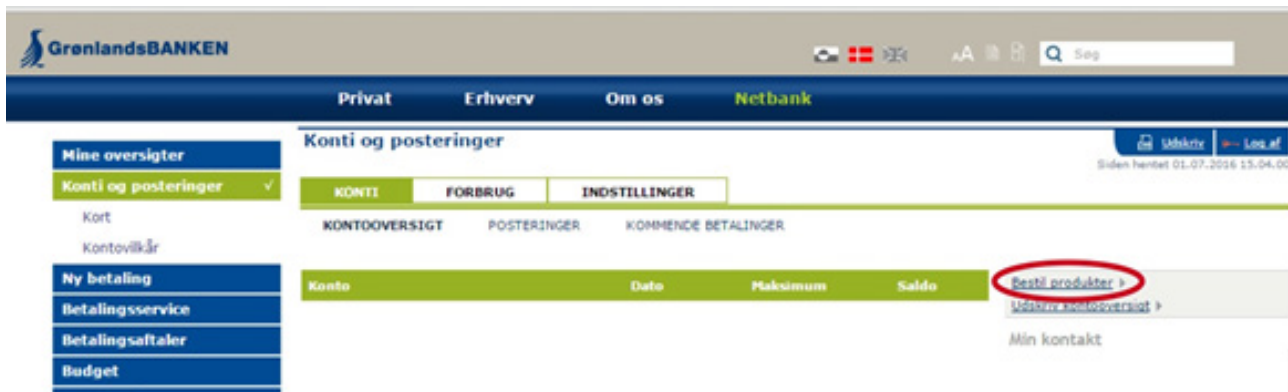 GrønlandsBANKEN
AA
Søg
Privat Erhverv Om os Netbank
Mine oversigter
Konti og posteringer
Kort
Kontovilkår
Ny betaling
Betalingsservice
Betalingsaftaler
Budget
Konti og posteringer
Udskriv Log af
Siden hentet 01.07.2016 15.04.00
KONTI FORBRUG INDSTILLINGER
KONTOOVERSIGT POSTERINGER KOMMENDE BETALINGER
Konto Dato Maksimum Saldo
Bestil produkter
Udskriv kontooversigt
Min kontakt